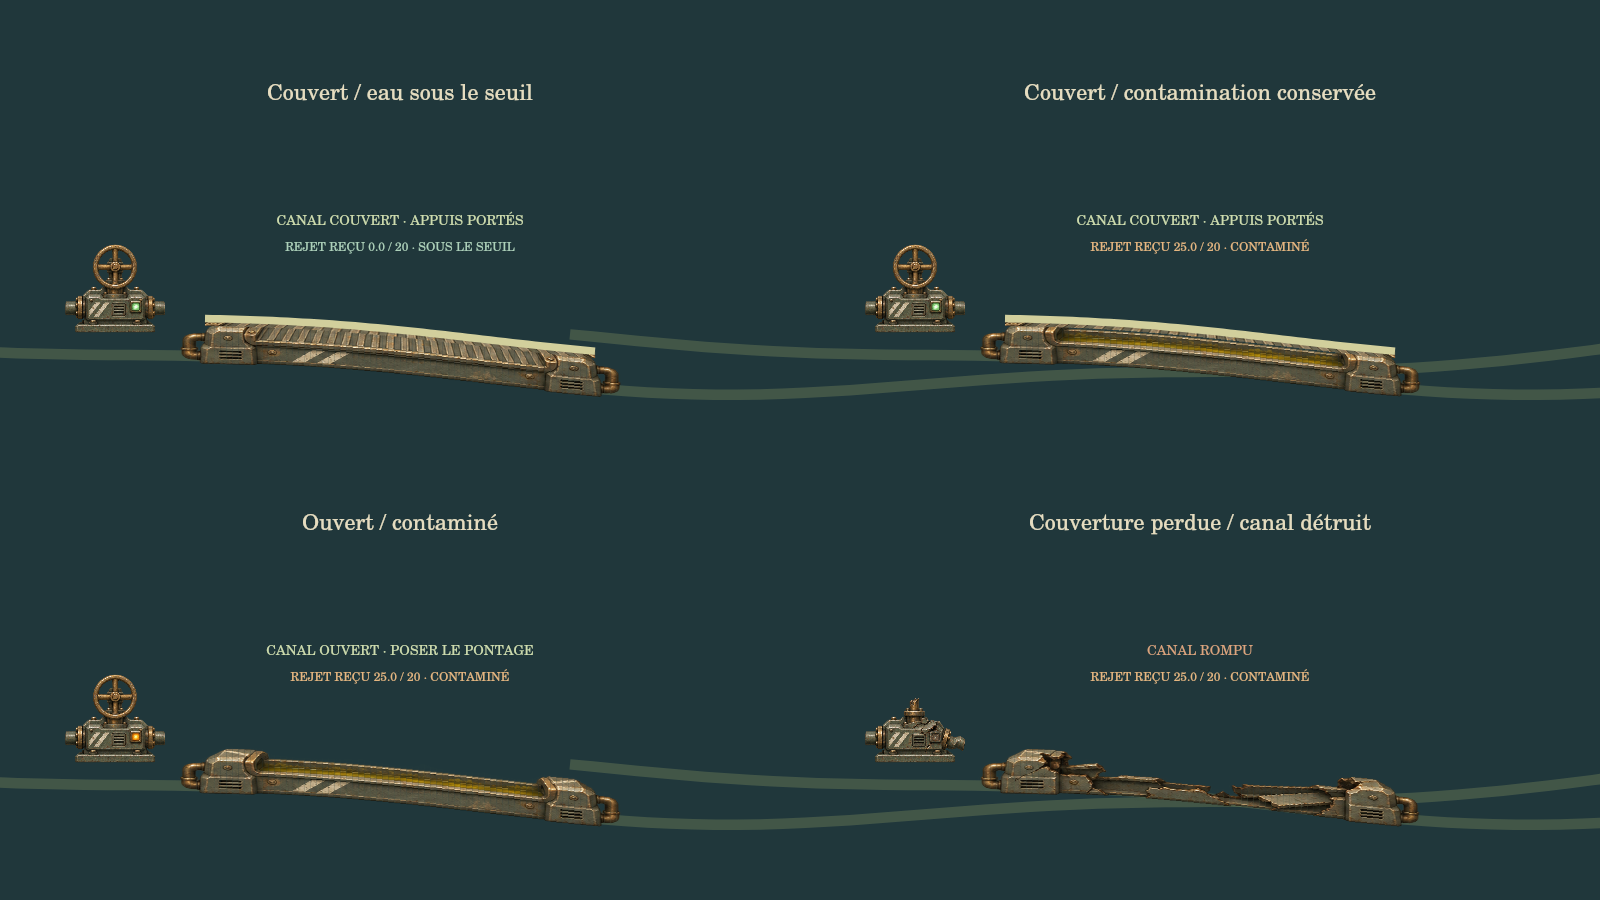 Couvert / eau sous le seuil
CANAL COUVERT · APPUIS PORTÉS
REJET REÇU 0.0 / 20 · SOUS LE SEUIL
Couvert / contamination conservée
CANAL COUVERT · APPUIS PORTÉS
REJET REÇU 25.0 / 20 · CONTAMINÉ
Ouvert / contaminé
CANAL OUVERT · POSER LE PONTAGE
REJET REÇU 25.0 / 20 · CONTAMINÉ
Couverture perdue / canal détruit
CANAL ROMPU
REJET REÇU 25.0 / 20 · CONTAMINÉ